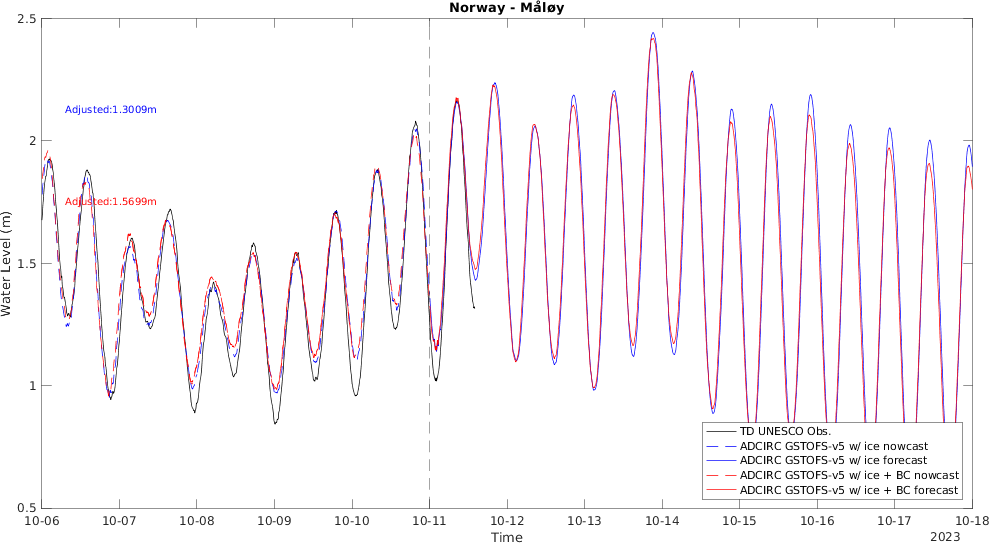 Norway - Måløy
2.5
2
1.5
1
0.5
Water Level (m)
Adjusted:1.3009m
Adjusted:1.5699m
TD UNESCO Obs.
ADCIRC GSTOFS-v5 w/ ice nowcast
ADCIRC GSTOFS-v5 w/ ice forecast
ADCIRC GSTOFS-v5 w/ ice + BC nowcast
ADCIRC GSTOFS-v5 w/ ice + BC forecast
10-06 10-07 10-08 10-09 10-10 10-11 10-12 10-13 10-14 10-15 10-16 10-17 10-18
Time
2023